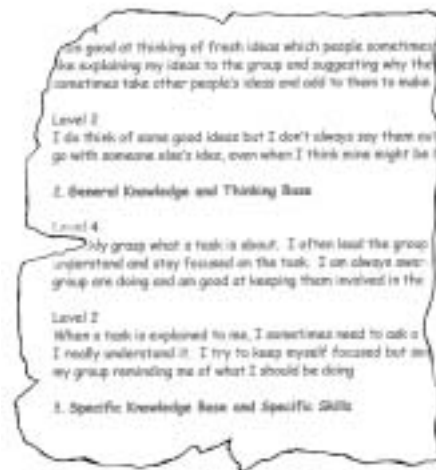 good at thinking of fresh ideas which people sometimes
explaining my ideas to the group and suggesting why the
sometimes take other people's ideas and add to them to make
Level 2
I do think of some good ideas but I don't always say them
go with someone else's idea, even when I think mine might be
2. General Knowledge and Thinking Base
Level 4
grasp what a task is about. I often lead the group
understand and stay focused on the task. I am always
group are doing and am good at keeping them involved in the
Level 2
When a task is explained to me, I sometimes need to ask
I really understand it. I try to keep myself focused but
my group reminding me of what I should be doing
3. Specific Knowledge Base and Specific Skills